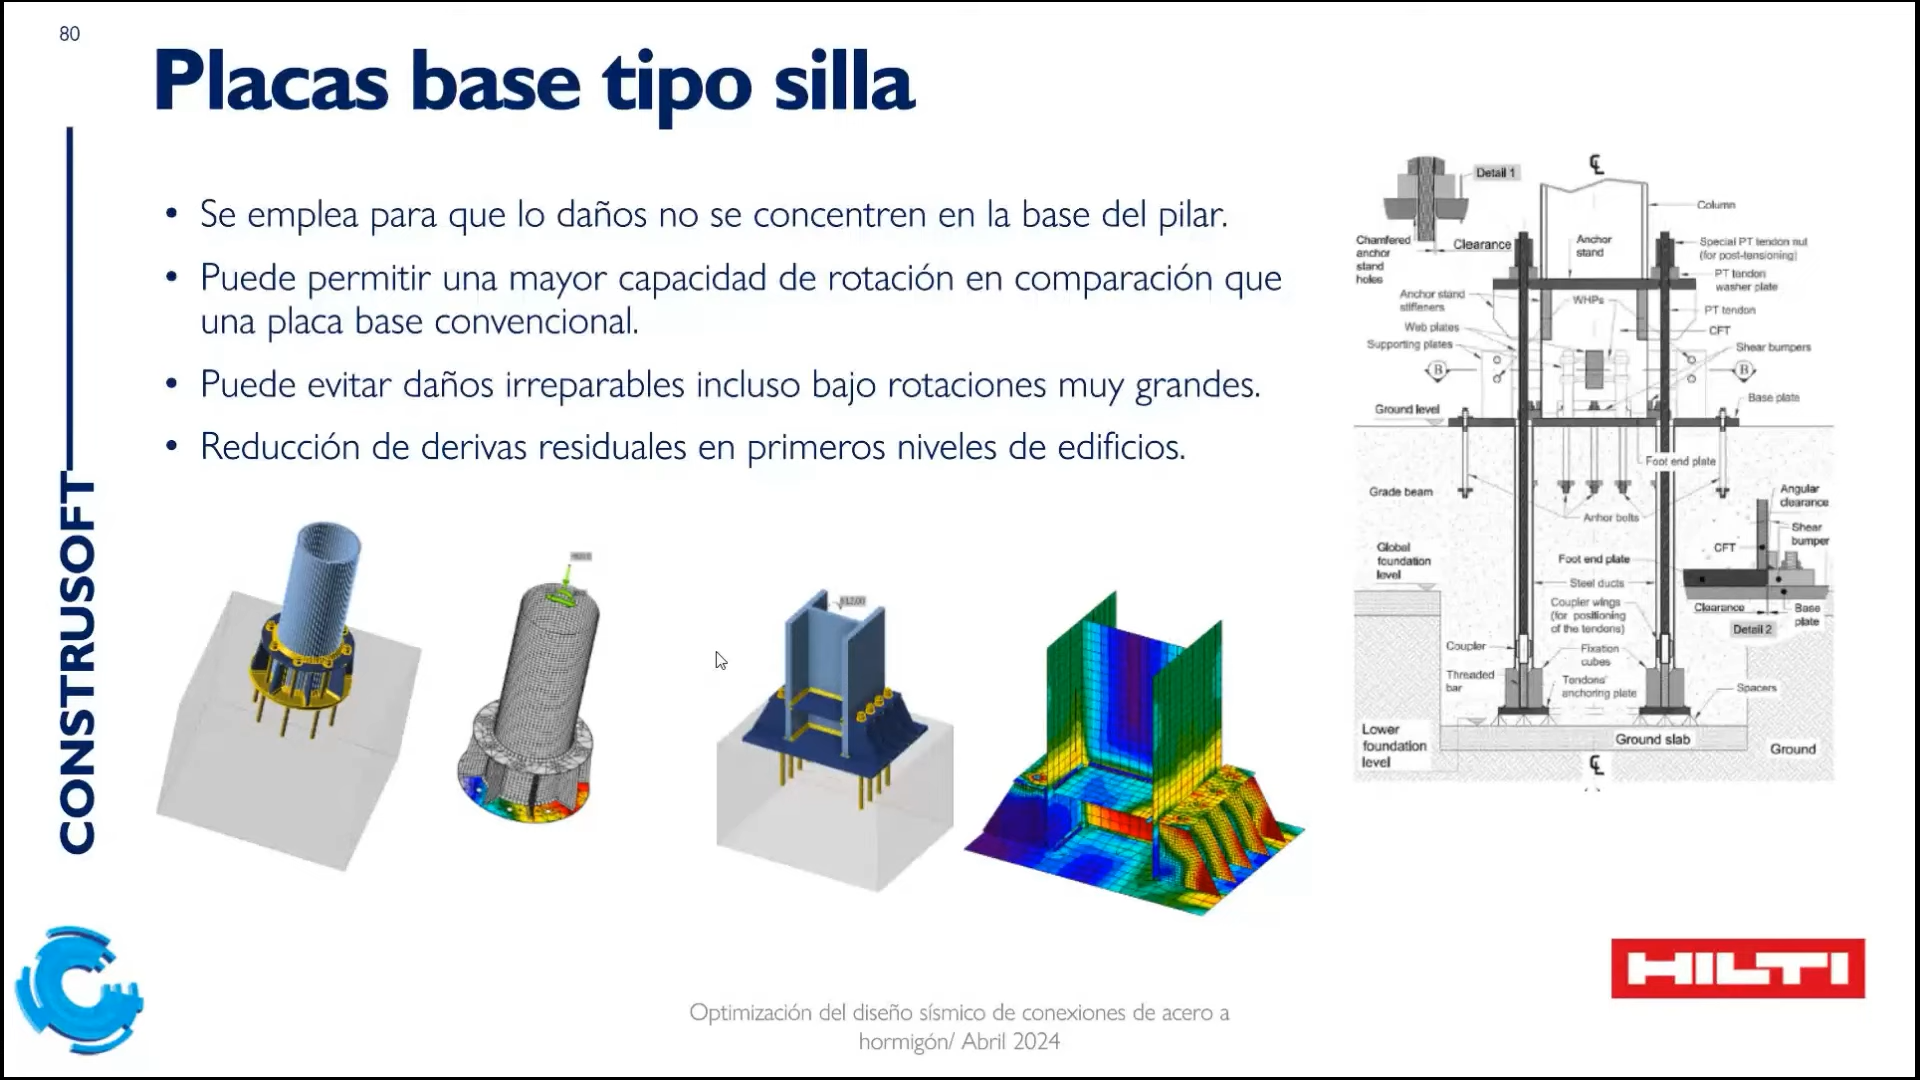 80
Placas base tipo silla
• Se emplea para que lo daños no se concentren en la base del pilar.
• Puede permitir una mayor capacidad de rotación en comparación que
una placa base convencional.
• Puede evitar daños irreparables incluso bajo rotaciones muy grandes.
• Reducción de derivas residuales en primeros niveles de edificios.
CONSTRUSOFT
Detail 1
Chamfered
anchor
stand
holes
Clearance
Anchor
stand
Column
Special PT tendon nut
(for post-tensioning)
PT tendon
washer plate
Anchor stand
stiffeners
WHPs
PT tendon
Web plates
CFT
Supporting plates
Shear bumpers
B
B
Base plate
Ground level
Foot end plate
Grade beam
Anhor bolts
Angular
clearance
Shear
bumper
CFT
Global
foundation
level
Foot end plate
Steel ducts
Clearance
Base
plate
Detail 2
Coupler wings
(for positioning
of the tendons)
Coupler
Fixation
cubes
Threaded
bar
Tendons'
anchoring plate
Spacers
Lower
foundation
level
Ground slab
Ground
HILTI
Optimización del diseño sísmico de conexiones de acero a
hormigón/ Abril 2024